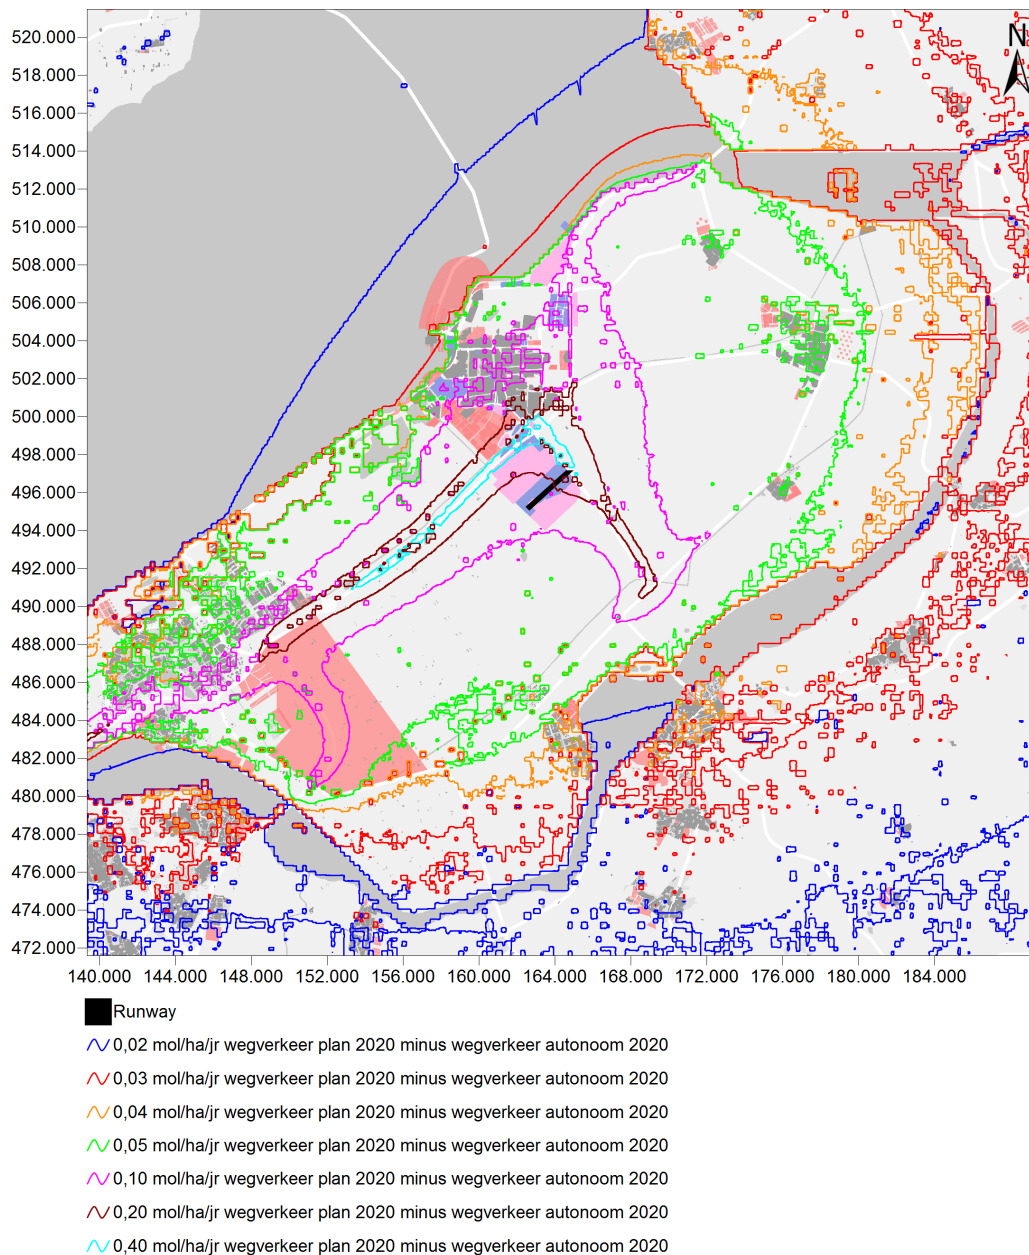 N
520.000
518.000
516.000
514.000
512.000
510.000
508.000
506.000
504.000
502.000
500.000
498.000
496.000
494.000
492.000
490.000
488.000
486.000
484.000
482.000
480.000
478.000
476.000
474.000
472.000
140.000 144.000 148.000 152.000 156.000 160.000 164.000 168.000 172.000 176.000 180.000 184.000
Runway
0,02 mol/ha/jr wegverkeer plan 2020 minus wegverkeer autonoom 2020
0,03 mol/ha/jr wegverkeer plan 2020 minus wegverkeer autonoom 2020
0,04 mol/ha/jr wegverkeer plan 2020 minus wegverkeer autonoom 2020
0,05 mol/ha/jr wegverkeer plan 2020 minus wegverkeer autonoom 2020
0,10 mol/ha/jr wegverkeer plan 2020 minus wegverkeer autonoom 2020
0,20 mol/ha/jr wegverkeer plan 2020 minus wegverkeer autonoom 2020
0,40 mol/ha/jr wegverkeer plan 2020 minus wegverkeer autonoom 2020